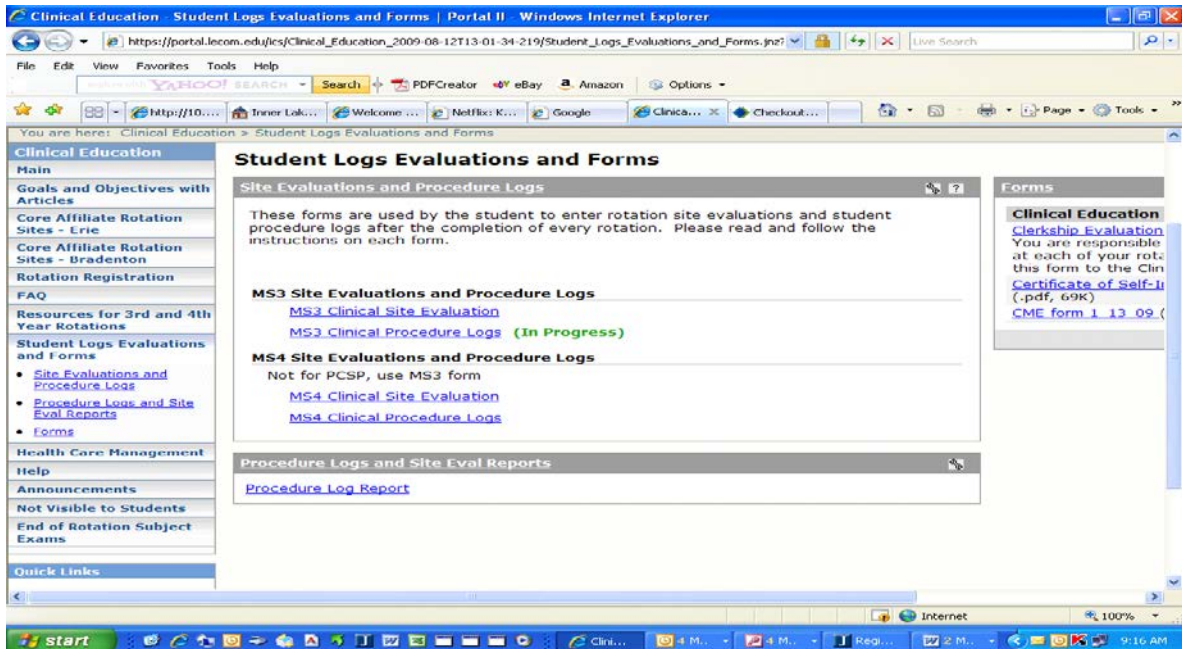 Clinical Education - Student Logs Evaluations and Forms | Portal II - Windows Internet Explorer
https://portal.lecom.edu/ics/Clinical_Education_2009-08-12T13-01-34-219/Student_Logs_Evaluations_and_Forms.jnz?
Live Search
File Edit View Favorites Tools Help
YAHOO! SEARCH Search PDFCreator eBay Amazon Options
http://10.... Inner Lak... Welcome ... Netflix: K... Google Clinica... Checkout... Page Tools
You are here: Clinical Education > Student Logs Evaluations and Forms
Clinical Education
Main
Goals and Objectives with
Articles
Core Affiliate Rotation
Sites - Erie
Core Affiliate Rotation
Sites - Bradenton
Rotation Registration
FAQ
Resources for 3rd and 4th
Year Rotations
Student Logs Evaluations
and Forms
Site Evaluations and
Procedure Logs
Procedure Logs and Site
Eval Reports
Forms
Health Care Management
Help
Announcements
Not Visible to Students
End of Rotation Subject
Exams
Quick Links
Student Logs Evaluations and Forms
Site Evaluations and Procedure Logs
These forms are used by the student to enter rotation site evaluations and student
procedure logs after the completion of every rotation. Please read and follow the
instructions on each form.
MS3 Site Evaluations and Procedure Logs
MS3 Clinical Site Evaluation
MS3 Clinical Procedure Logs (In Progress)
MS4 Site Evaluations and Procedure Logs
Not for PCSP, use MS3 form
MS4 Clinical Site Evaluation
MS4 Clinical Procedure Logs
Procedure Logs and Site Eval Reports
Procedure Log Report
Forms
Clinical Education
Clerkship Evaluation
You are responsible
at each of your rota
this form to the Clin
Certificate of Self-I
(.pdf, 69K)
CME form 1_13_09 (
Internet 100%
start Clini... 4 M... 4 M... Regi... 2 M... 9:16 AM